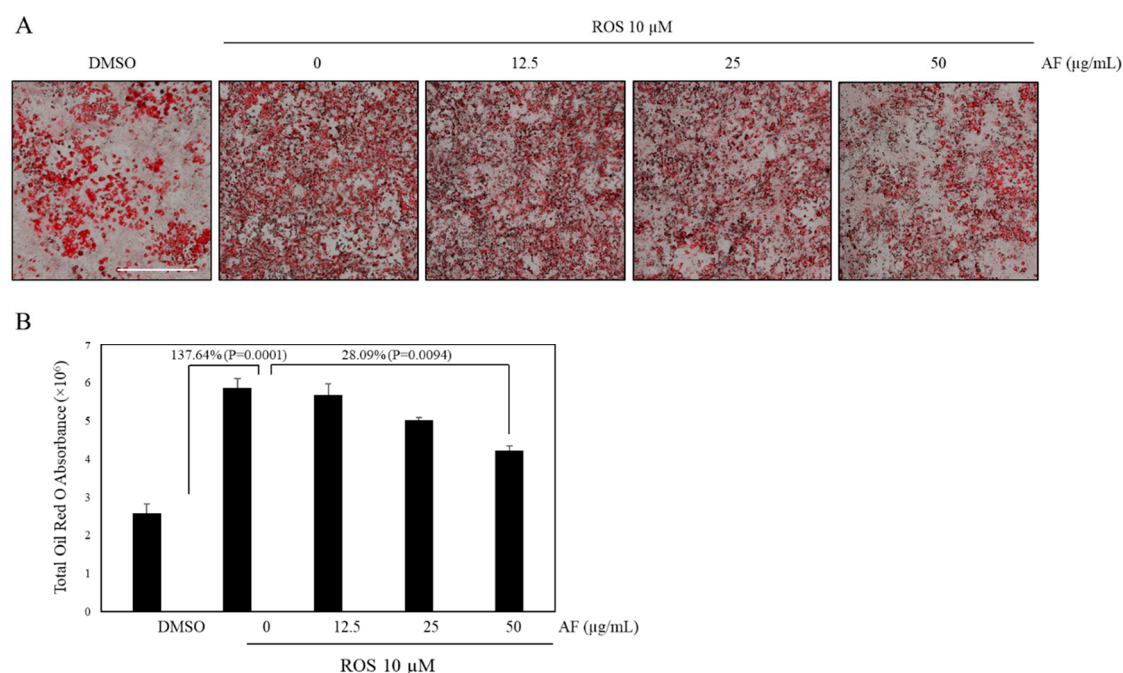 A
ROS 10 µM
DMSO 0 12.5 25 50 AF (µg/mL)
B
Total Oil Red O Absorbance (×10⁶)
7
6
5
4
3
2
1
0
137.64% (P=0.0001) 28.09% (P=0.0094)
DMSO 0 12.5 25 50 AF (µg/mL)
ROS 10 µM